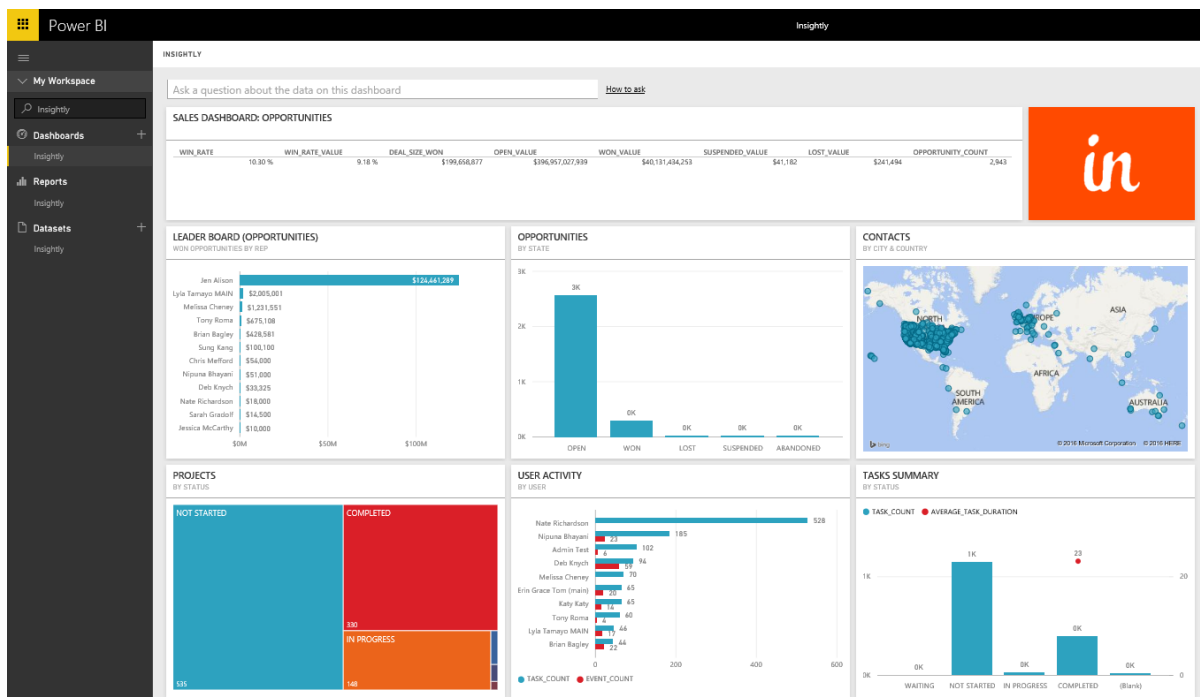 Power BI
Insightly
INSIGHTLY
My Workspace
Insightly
Dashboards
Insightly
Reports
Insightly
Datasets
Insightly
Ask a question about the data on this dashboard How to ask
SALES DASHBOARD: OPPORTUNITIES
WIN_RATE WIN_RATE_VALUE DEAL_SIZE_WON OPEN_VALUE WON_VALUE SUSPENDED_VALUE LOST_VALUE OPPORTUNITY_COUNT
10.30 % 9.18 % $199,658,877 $396,957,027,939 $40,131,434,253 $41,182 $241,494 2,943
in
LEADER BOARD (OPPORTUNITIES)
WON OPPORTUNITIES BY REP
Jen Alison $124,461,289
Lyla Tamayo MAIN $2,005,001
Melissa Cheney $1,231,551
Tony Roma $675,108
Brian Bagley $428,581
Sung Kang $100,100
Chris Mefford $54,000
Nipuna Bhayani $51,000
Deb Knych $33,325
Nate Richardson $18,000
Sarah Gradolf $14,500
Jessica McCarthy $10,000
$0M $50M $100M
OPPORTUNITIES
BY STATE
3K
3K
2K
1K
0K 0K 0K 0K
0K
OPEN WON LOST SUSPENDED ABANDONED
CONTACTS
BY CITY & COUNTRY
NORTH
ASIA
AFRICA
SOUTH
AMERICA
AUSTRALIA
bing
© 2016 Microsoft Corporation © 2016 HERE
PROJECTS
BY STATUS
NOT STARTED
535
COMPLETED
330
IN PROGRESS
148
USER ACTIVITY
BY USER
Nate Richardson 528
Nipuna Bhayani 185
23
Admin Test 102
6
Deb Knych 94
59
Melissa Cheney 70
Erin Grace Tom (main) 65
20
Katy Katy 65
14
Tony Roma 60
4
Lyla Tamayo MAIN 46
17
Brian Bagley 44
22
0 200 400 600
TASK_COUNT EVENT_COUNT
TASKS SUMMARY
BY STATUS
TASK_COUNT AVERAGE_TASK_DURATION
1K 23
1K 20
0K
0K 0K 0K
0K 0
WAITING NOT STARTED IN PROGRESS COMPLETED (Blank)